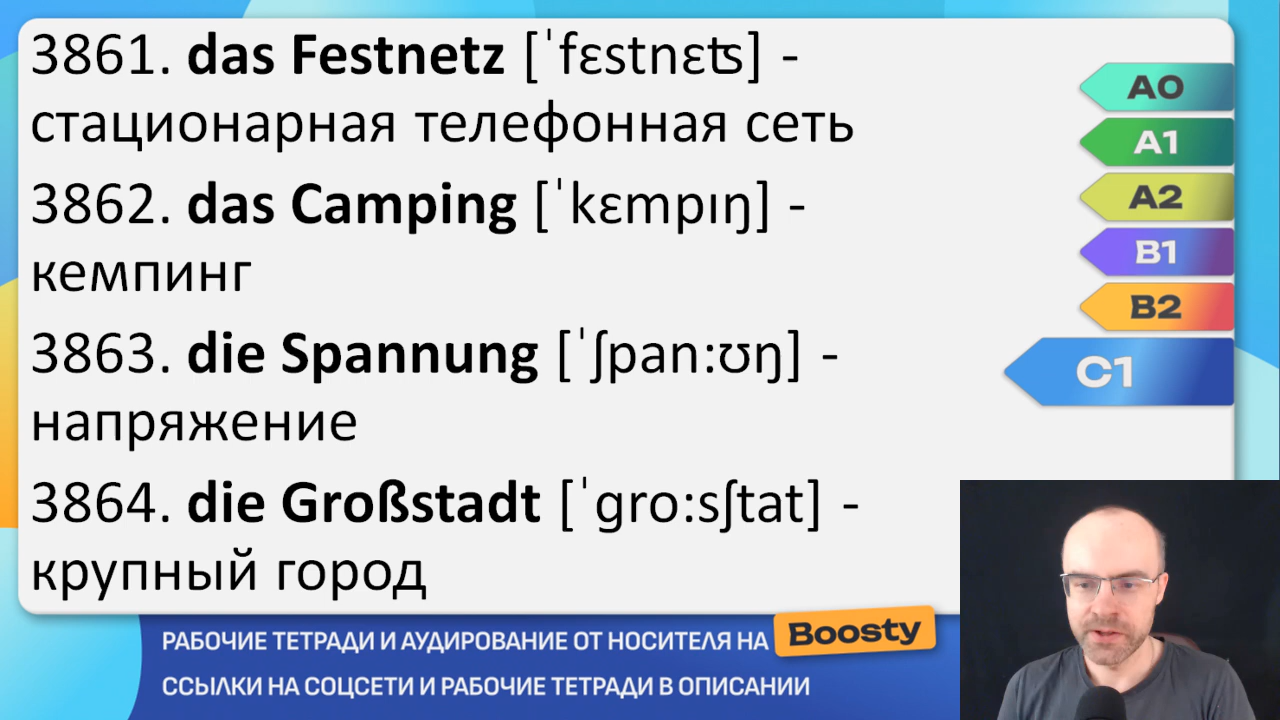 3861. das Festnetz [ˈfɛstnɛʦ] -
стационарная телефонная сеть
3862. das Camping [ˈkɛmpɪŋ] -
кемпинг
3863. die Spannung [ˈʃpan:ʊŋ] -
напряжение
3864. die Großstadt [ˈgro:sʃtat] -
крупный город
A0
A1
A2
B1
B2
C1
РАБОЧИЕ ТЕТРАДИ И АУДИРОВАНИЕ ОТ НОСИТЕЛЯ НА Boosty
ССЫЛКИ НА СОЦСЕТИ И РАБОЧИЕ ТЕТРАДИ В ОПИСАНИИ